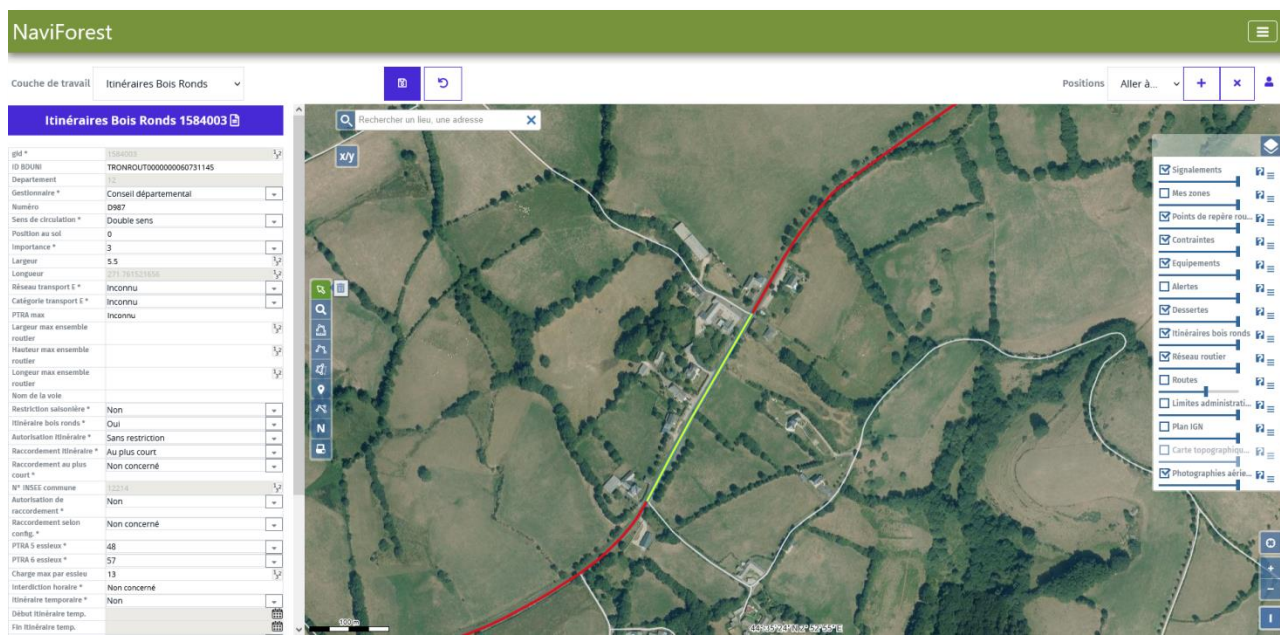 NaviForest
Couche de travail Itinéraires Bois Ronds
Positions Aller à...
Itinéraires Bois Ronds 1584003
gid * 1584003
ID BDUNI TRONROUT0000000060731145
Departement 12
Gestionnaire * Conseil départemental
Numéro D987
Sens de circulation * Double sens
Position au sol 0
Importance * 3
Largeur 5.5
Longueur
Réseau transport E * Inconnu
Catégorie transport E * Inconnu
PTRA max Inconnu
Largeur max ensemble
routier
Hauteur max ensemble
routier
Longeur max ensemble
routier
Nom de la voie
Restriction saisonière * Non
Itinéraire bois ronds * Oui
Autorisation Itinéraire * Sans restriction
Raccordement Itinéraire * Au plus court
Raccordement au plus
court * Non concerné
N° INSEE commune 12214
Autorisation de
raccordement * Non
Raccordement selon
config. * Non concerné
PTRA 5 essieux * 48
PTRA 6 essieux * 57
Charge max par essieu 13
Interdiction horaire * Non concerné
Itinéraire temporaire * Non
Début Itinéraire temp.
Fin Itinéraire temp.
Rechercher un lieu, une adresse
x/y
N
100 m
Signalements
Mes zones
Points de repère rou...
Contraintes
Equipements
Alertes
Dessertes
Itinéraires bois ronds
Réseau routier
Routes
Limites administrati...
Plan IGN
Carte topographiqu...
Photographies aérie...